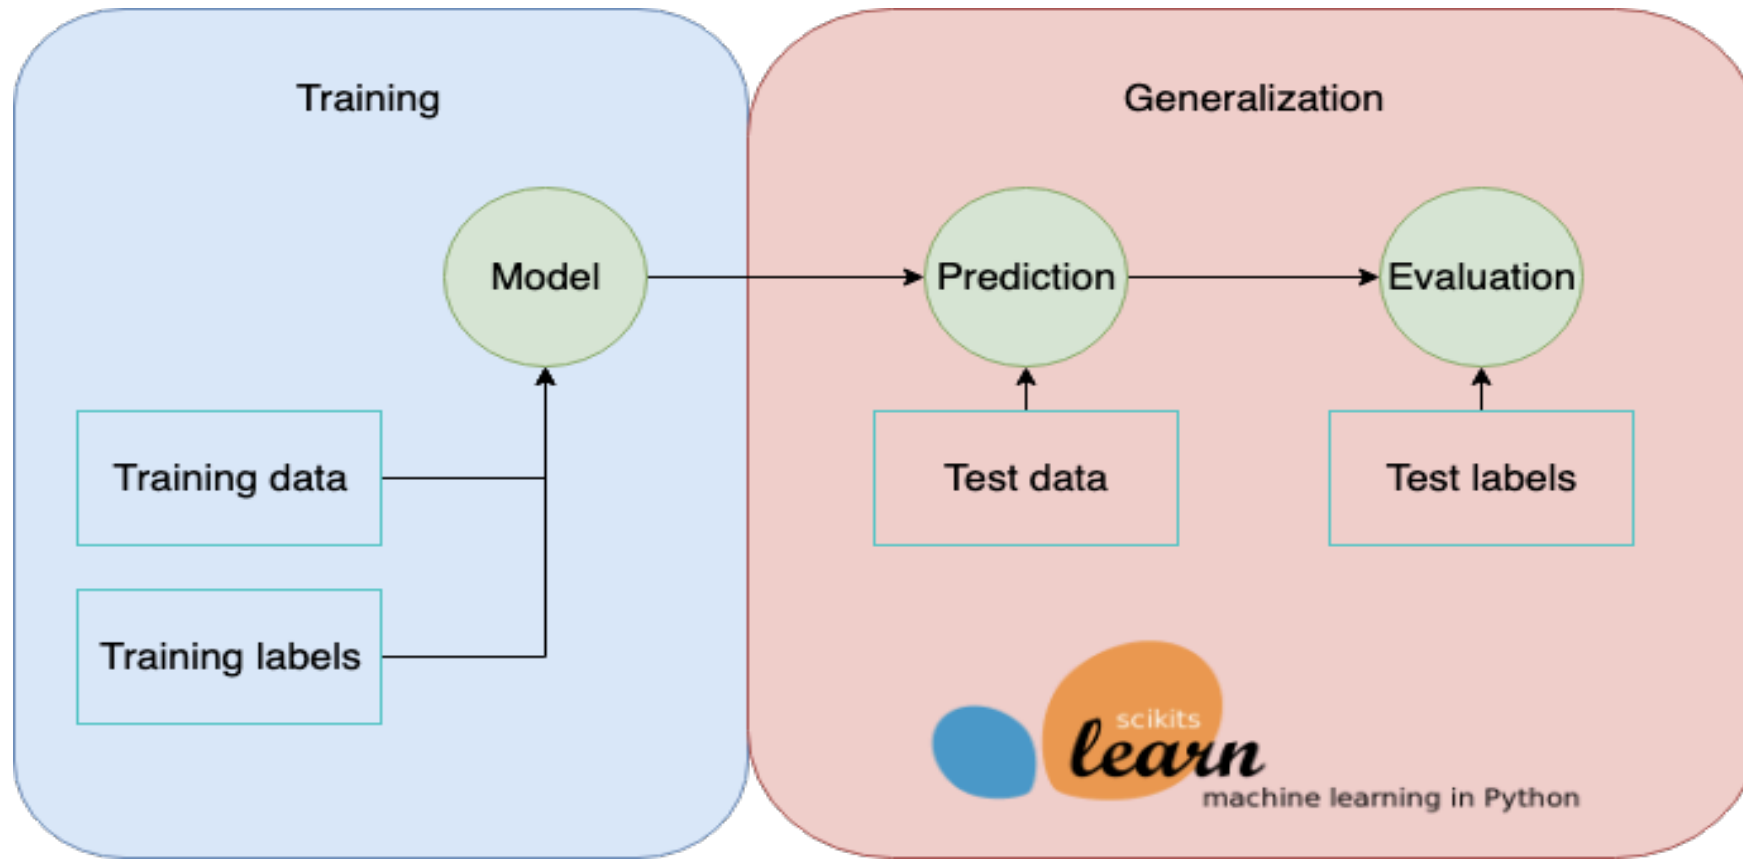 Training
Generalization
Model
Prediction
Evaluation
Training data
Test data
Test labels
Training labels
scikits
learn
machine learning in Python